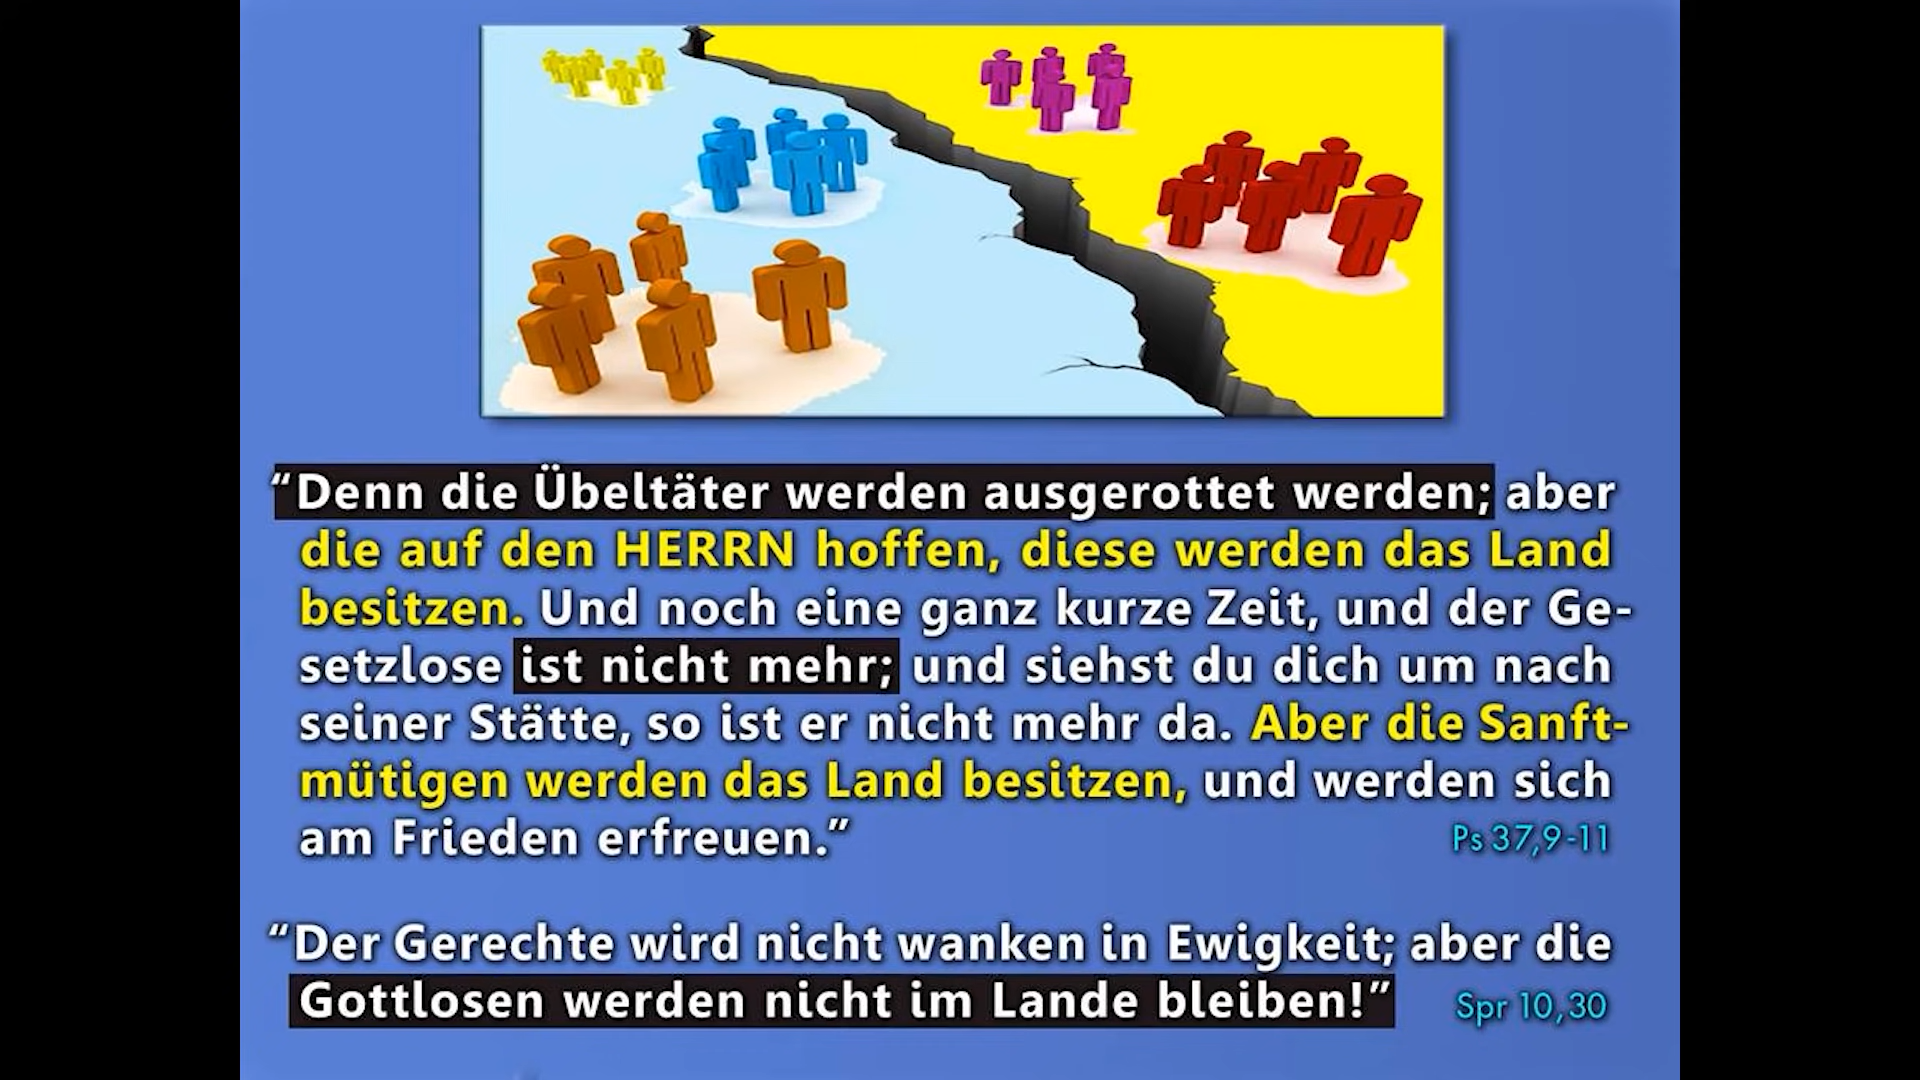 “Denn die Übeltäter werden ausgerottet werden; aber
die auf den HERRN hoffen, diese werden das Land
besitzen. Und noch eine ganz kurze Zeit, und der Ge-
setzlose ist nicht mehr; und siehst du dich um nach
seiner Stätte, so ist er nicht mehr da. Aber die Sanft-
mütigen werden das Land besitzen, und werden sich
am Frieden erfreuen.” Ps 37,9-11
“Der Gerechte wird nicht wanken in Ewigkeit; aber die
Gottlosen werden nicht im Lande bleiben!” Spr 10,30